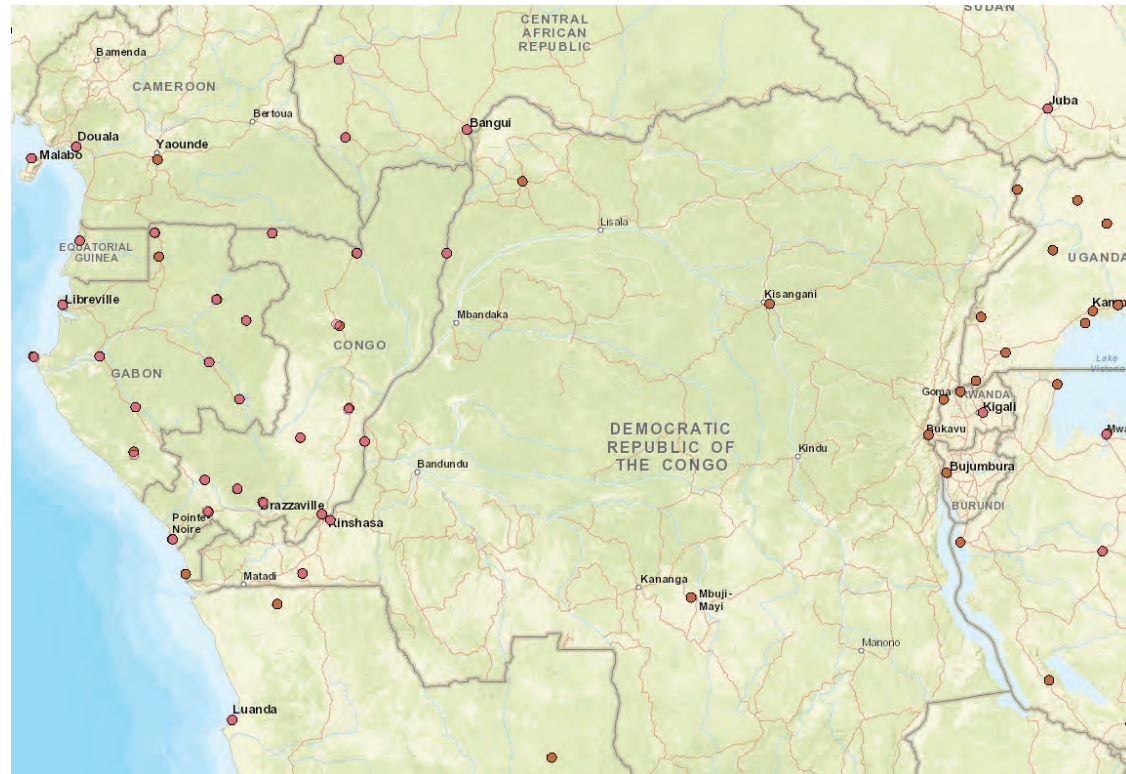 SUDAN
CENTRAL
AFRICAN
REPUBLIC
Bamenda
CAMEROON
Bertoua
Juba
Bangui
Douala
Yaounde
Malabo
Lisala
EQUATORIAL
GUINEA
UGANDA
Libreville
Kisangani
Mbandaka
CONGO
Lake
GABON
Goma
RWANDA
Kigali
DEMOCRATIC
REPUBLIC OF
THE CONGO
Bukavu
Kindu
Bandundu
Bujumbura
Brazzaville
BURUNDI
Pointe-
Noire
Kinshasa
Matadi
Kananga
Mbuji-
Mayi
Manono
Luanda